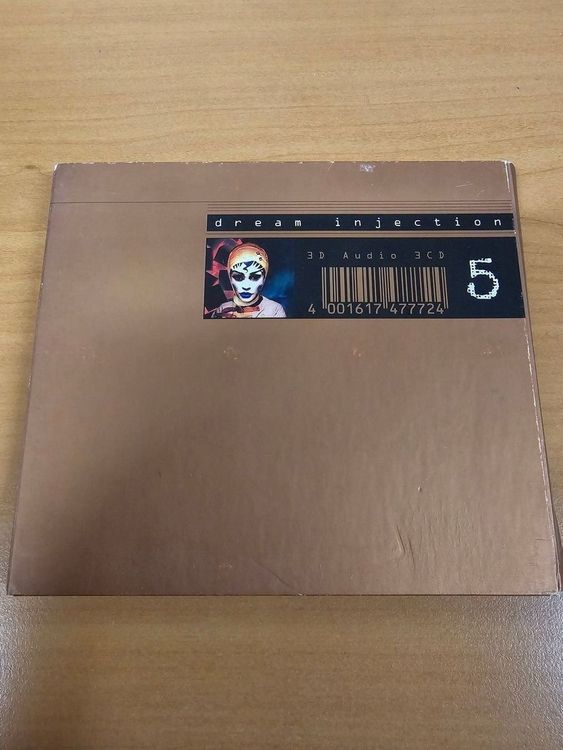 dream injection
3D Audio 3CD
5
4 001617 477724